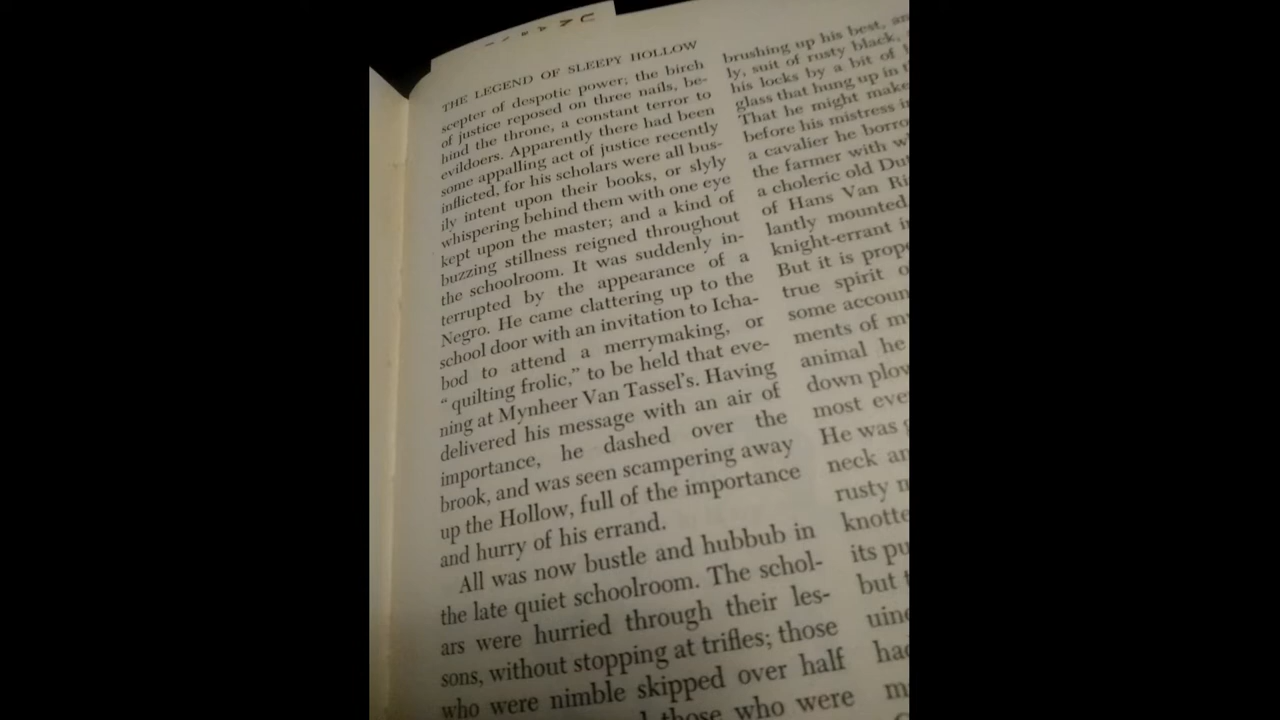 THE LEGEND OF SLEEPY HOLLOW
scepter of despotic power; the birch
of justice reposed on three nails, be-
hind the throne, a constant terror to
evildoers. Apparently there had been
some appalling act of justice recently
inflicted, for his scholars were all bus-
ily intent upon their books, or slyly
whispering behind them with one eye
kept upon the master; and a kind of
buzzing stillness reigned throughout
the schoolroom. It was suddenly in-
terrupted by the appearance of a
Negro. He came clattering up to the
school door with an invitation to Icha-
bod to attend a merrymaking, or
“quilting frolic,” to be held that eve-
ning at Mynheer Van Tassel's. Having
delivered his message with an air of
importance, he dashed over the
brook, and was seen scampering away
up the Hollow, full of the importance
and hurry of his errand.
All was now bustle and hubbub in
the late quiet schoolroom. The schol-
ars were hurried through their les-
sons, without stopping at trifles; those
who were nimble skipped over half
those who were
brushing up his best, an
ly, suit of rusty black,
his locks by a bit of
glass that hung up in t
That he might make
before his mistress i
a cavalier he borro
the farmer with w
a choleric old Dut
of Hans Van Ri
lantly mounted,
knight-errant i
But it is prope
true spirit o
some accoun
ments of my
animal he
down plov
most eve
He was g
neck an
rusty
knotte
its pu
but t
uine
had
m